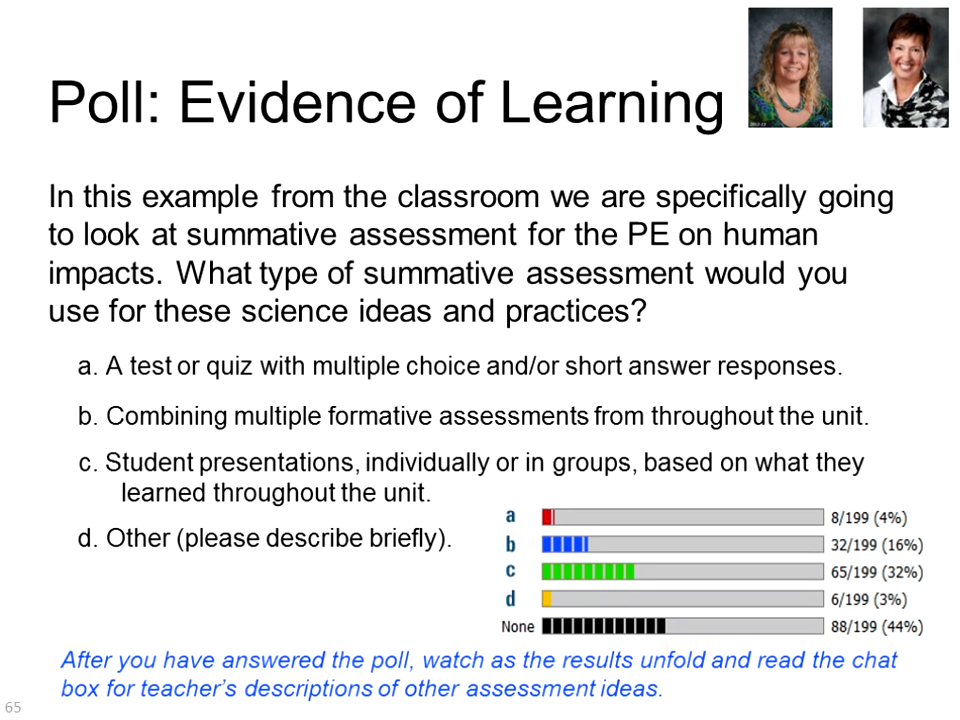 Poll: Evidence of Learning
In this example from the classroom we are specifically going
to look at summative assessment for the PE on human
impacts. What type of summative assessment would you
use for these science ideas and practices?
a. A test or quiz with multiple choice and/or short answer responses.
b. Combining multiple formative assessments from throughout the unit.
c. Student presentations, individually or in groups, based on what they
learned throughout the unit.
d. Other (please describe briefly).
a 8/199 (4%)
b 32/199 (16%)
c 65/199 (32%)
d 6/199 (3%)
None 88/199 (44%)
After you have answered the poll, watch as the results unfold and read the chat
box for teacher's descriptions of other assessment ideas.
65